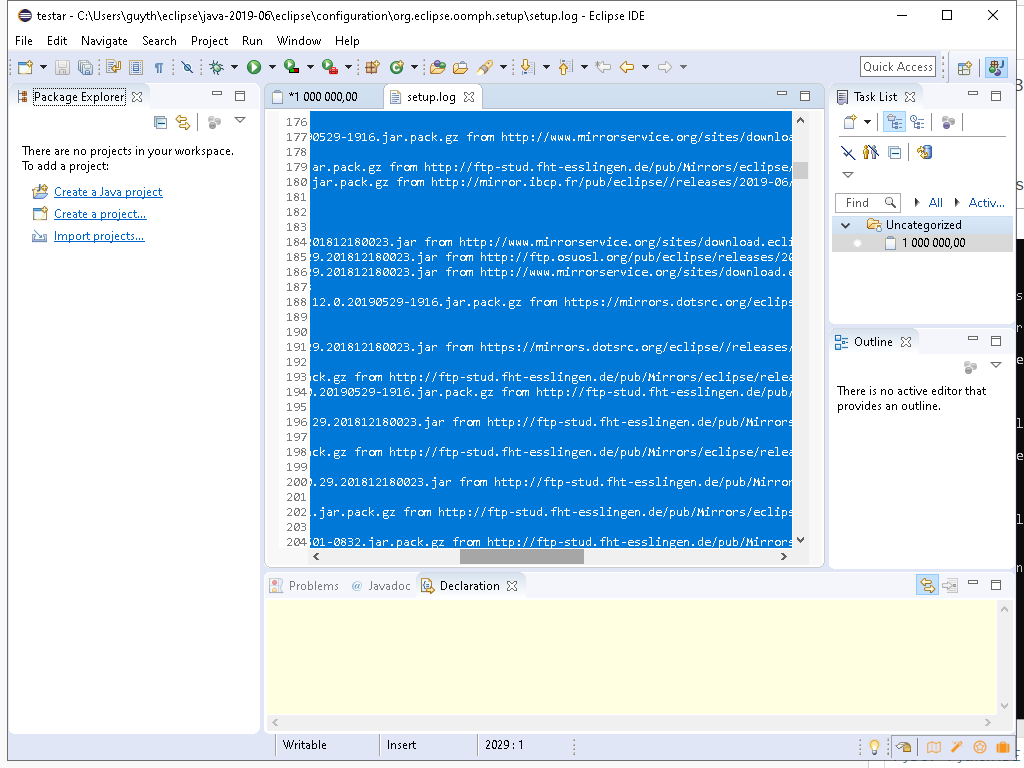 testar - C:\Users\guyth\eclipse\java-2019-06\eclipse\configuration\org.eclipse.oomph.setup\setup.log - Eclipse IDE
File Edit Navigate Search Project Run Window Help
Quick Access
Package Explorer
There are no projects in your workspace.
To add a project:
Create a Java project
Create a project...
Import projects...
*1 000 000,00 setup.log
176
177 90529-1916.jar.pack.gz from http://www.mirrorservice.org/sites/downloa
178
179 ar.pack.gz from http://ftp-stud.fht-esslingen.de/pub/Mirrors/eclipse/
180 jar.pack.gz from http://mirror.ibcp.fr/pub/eclipse//releases/2019-06/
181
182
183
184 201812180023.jar from http://www.mirrorservice.org/sites/download.ecli
185 9.201812180023.jar from http://ftp.osuosl.org/pub/eclipse/releases/20
186 29.201812180023.jar from http://www.mirrorservice.org/sites/download.e
187
188 12.0.20190529-1916.jar.pack.gz from https://mirrors.dotsrc.org/eclips
189
190
191 29.201812180023.jar from https://mirrors.dotsrc.org/eclipse//releases/
192
193 ck.gz from http://ftp-stud.fht-esslingen.de/pub/Mirrors/eclipse/relea
194 0.20190529-1916.jar.pack.gz from http://ftp-stud.fht-esslingen.de/pub/
195
196 29.201812180023.jar from http://ftp-stud.fht-esslingen.de/pub/Mirrors
197
198 ck.gz from http://ftp-stud.fht-esslingen.de/pub/Mirrors/eclipse/relea
199
200 .29.201812180023.jar from http://ftp-stud.fht-esslingen.de/pub/Mirror
201
202 .jar.pack.gz from http://ftp-stud.fht-esslingen.de/pub/Mirrors/eclips
203
204 601-0832.jar.pack.gz from http://ftp-stud.fht-esslingen.de/pub/Mirrors
Task List
Find All Activ...
Uncategorized
1 000 000,00
Outline
There is no active editor that
provides an outline.
Problems @ Javadoc Declaration
Writable Insert 2029 : 1